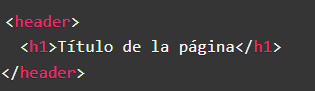 <header>
  <h1>Título de la página</h1>
</header>